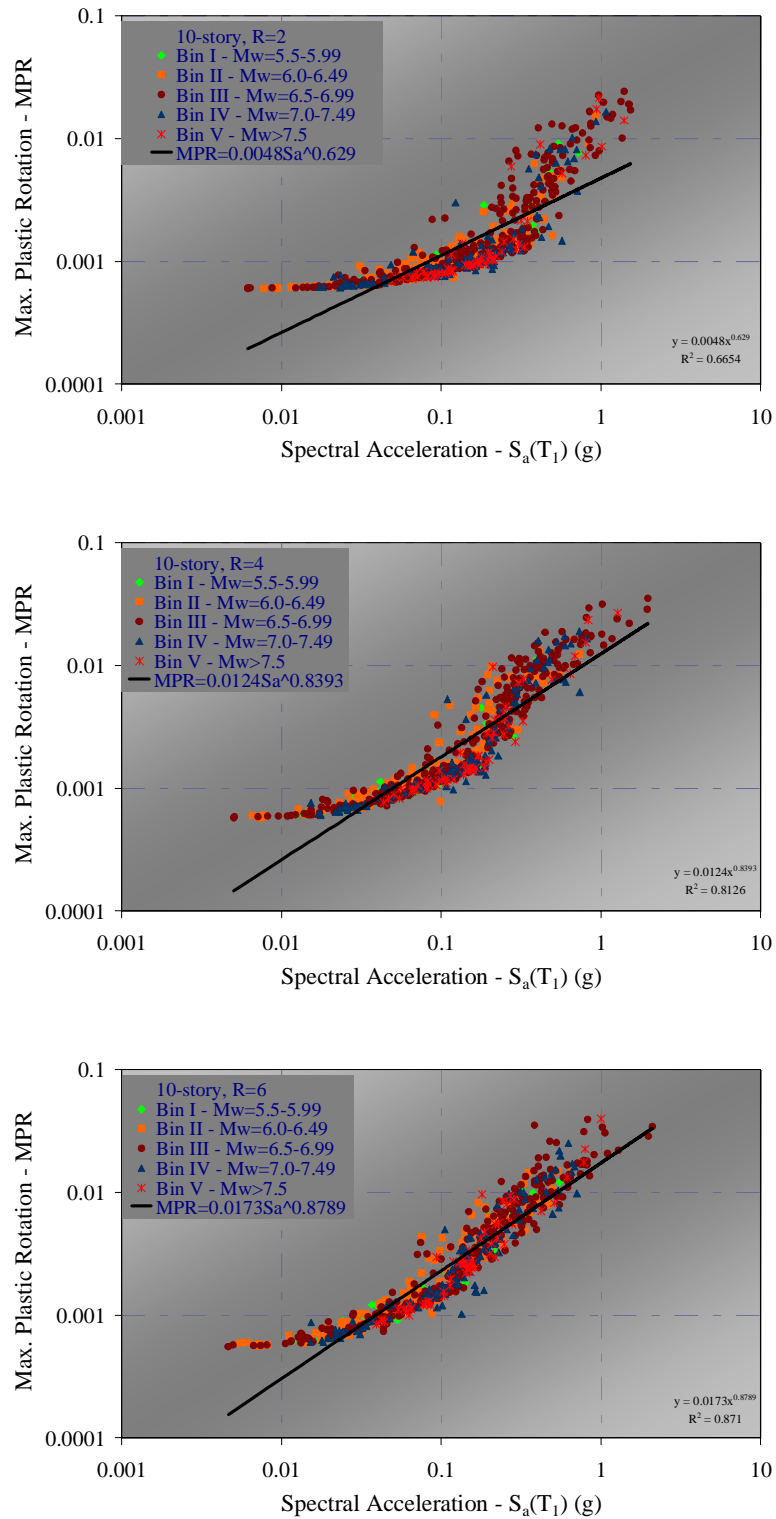 0.1
0.01
0.001
0.0001
Max. Plastic Rotation - MPR
10-story, R=2
Bin I - Mw=5.5-5.99
Bin II - Mw=6.0-6.49
Bin III - Mw=6.5-6.99
Bin IV - Mw=7.0-7.49
Bin V - Mw>7.5
MPR=0.0048Sa^0.629
y = 0.0048x^0.629
R² = 0.6654
0.001 0.01 0.1 1 10
Spectral Acceleration - Sₐ(T₁) (g)
0.1
0.01
0.001
0.0001
Max. Plastic Rotation - MPR
10-story, R=4
Bin I - Mw=5.5-5.99
Bin II - Mw=6.0-6.49
Bin III - Mw=6.5-6.99
Bin IV - Mw=7.0-7.49
Bin V - Mw>7.5
MPR=0.0124Sa^0.8393
y = 0.0124x^0.8393
R² = 0.8126
0.001 0.01 0.1 1 10
Spectral Acceleration - Sₐ(T₁) (g)
0.1
0.01
0.001
0.0001
Max. Plastic Rotation - MPR
10-story, R=6
Bin I - Mw=5.5-5.99
Bin II - Mw=6.0-6.49
Bin III - Mw=6.5-6.99
Bin IV - Mw=7.0-7.49
Bin V - Mw>7.5
MPR=0.0173Sa^0.8789
y = 0.0173x^0.8789
R² = 0.871
0.001 0.01 0.1 1 10
Spectral Acceleration - Sₐ(T₁) (g)